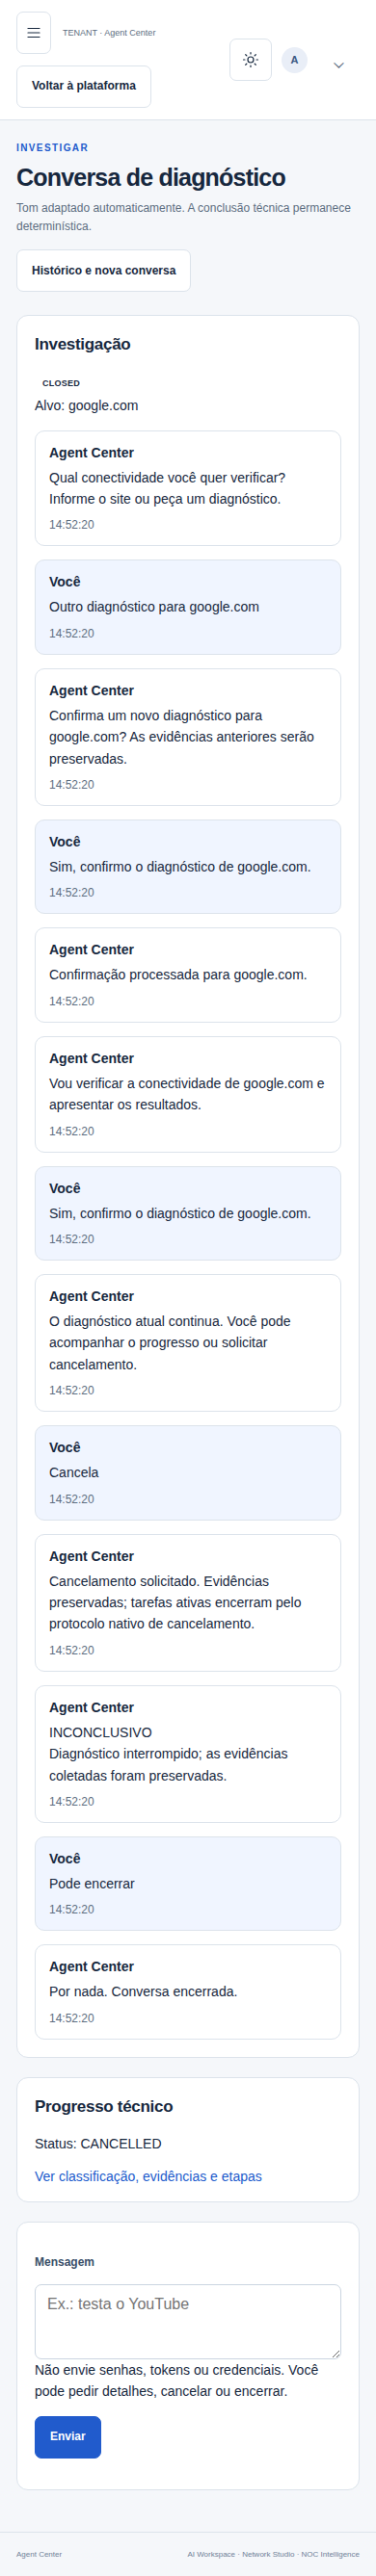 TENANT · Agent Center
Voltar à plataforma
A
INVESTIGAR
Conversa de diagnóstico
Tom adaptado automaticamente. A conclusão técnica permanece
determinística.
Histórico e nova conversa
Investigação
CLOSED
Alvo: google.com
Agent Center
Qual conectividade você quer verificar?
Informe o site ou peça um diagnóstico.
14:52:20
Você
Outro diagnóstico para google.com
14:52:20
Agent Center
Confirma um novo diagnóstico para
google.com? As evidências anteriores serão
preservadas.
14:52:20
Você
Sim, confirmo o diagnóstico de google.com.
14:52:20
Agent Center
Confirmação processada para google.com.
14:52:20
Agent Center
Vou verificar a conectividade de google.com e
apresentar os resultados.
14:52:20
Você
Sim, confirmo o diagnóstico de google.com.
14:52:20
Agent Center
O diagnóstico atual continua. Você pode
acompanhar o progresso ou solicitar
cancelamento.
14:52:20
Você
Cancela
14:52:20
Agent Center
Cancelamento solicitado. Evidências
preservadas; tarefas ativas encerram pelo
protocolo nativo de cancelamento.
14:52:20
Agent Center
INCONCLUSIVO
Diagnóstico interrompido; as evidências
coletadas foram preservadas.
14:52:20
Você
Pode encerrar
14:52:20
Agent Center
Por nada. Conversa encerrada.
14:52:20
Progresso técnico
Status: CANCELLED
Ver classificação, evidências e etapas
Mensagem
Ex.: testa o YouTube
Não envie senhas, tokens ou credenciais. Você
pode pedir detalhes, cancelar ou encerrar.
Enviar
Agent Center
AI Workspace · Network Studio · NOC Intelligence